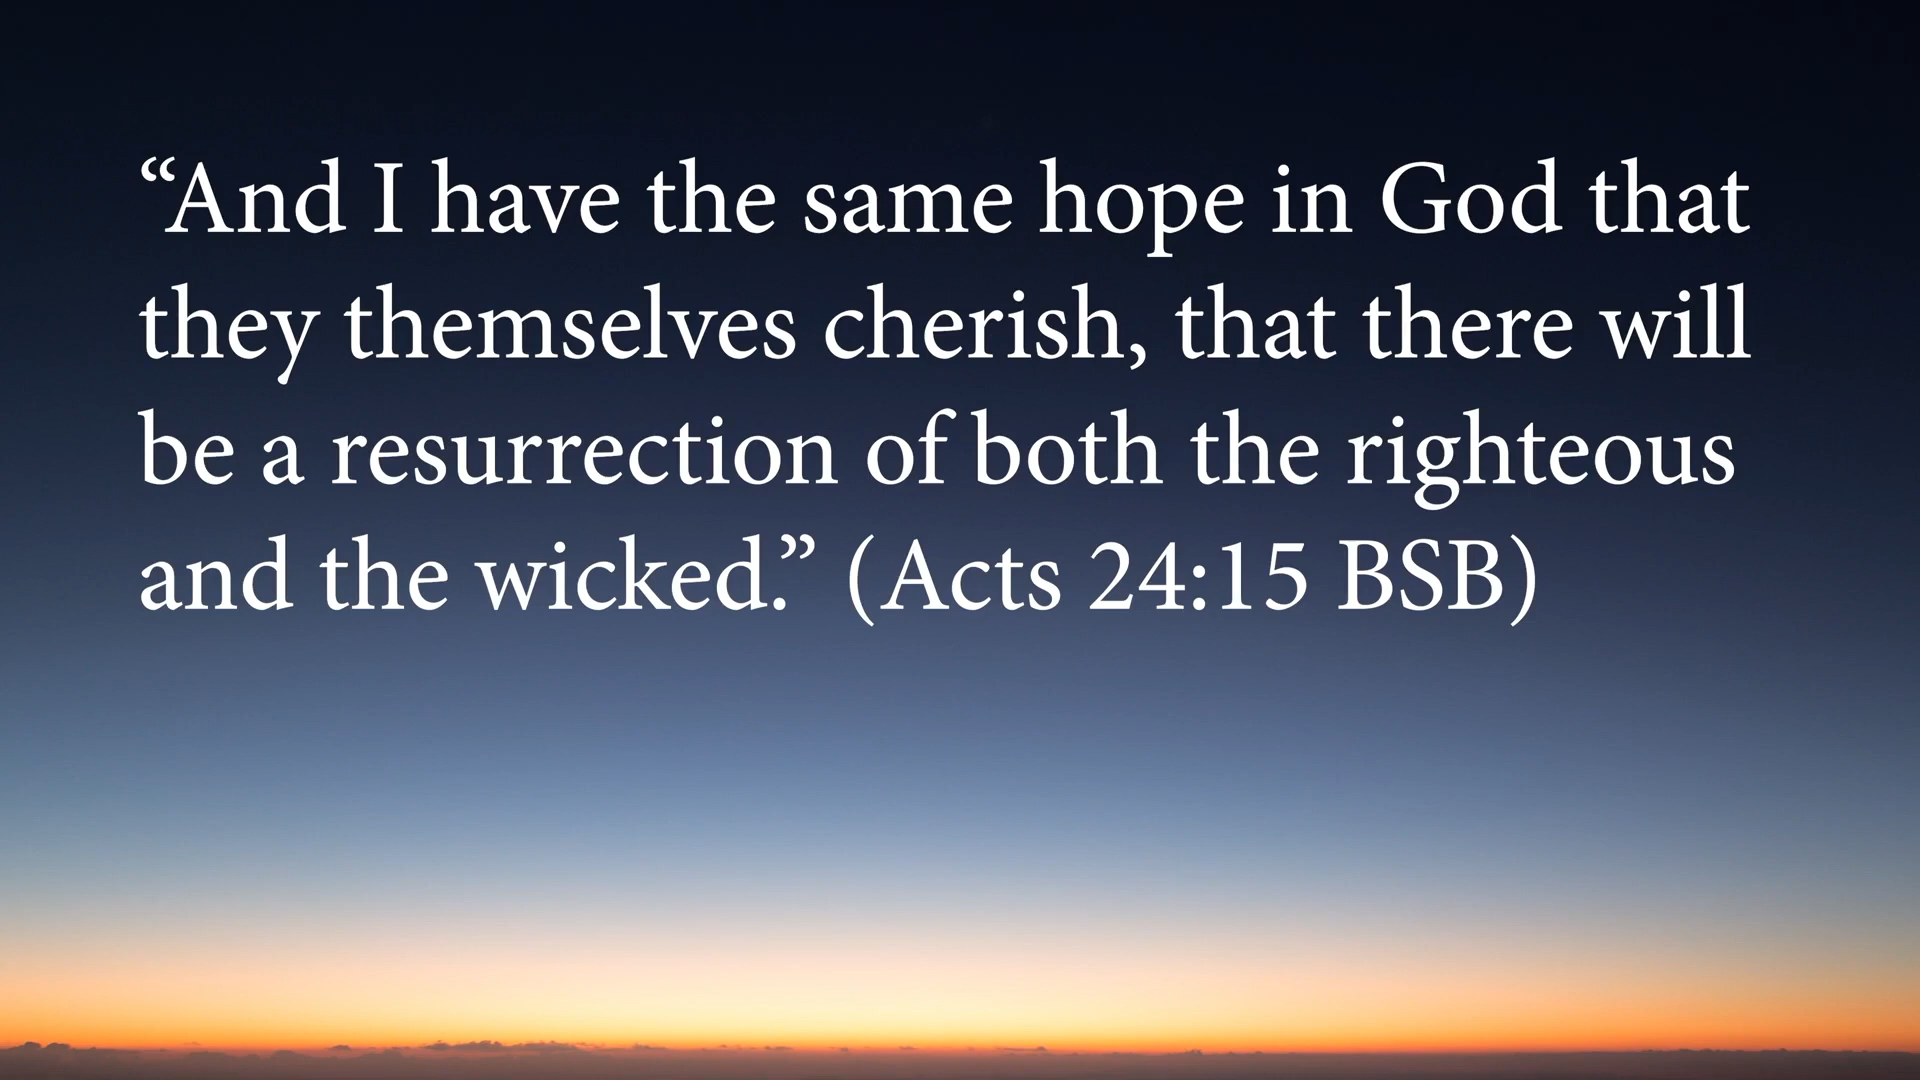 “And I have the same hope in God that
they themselves cherish, that there will
be a resurrection of both the righteous
and the wicked.” (Acts 24:15 BSB)